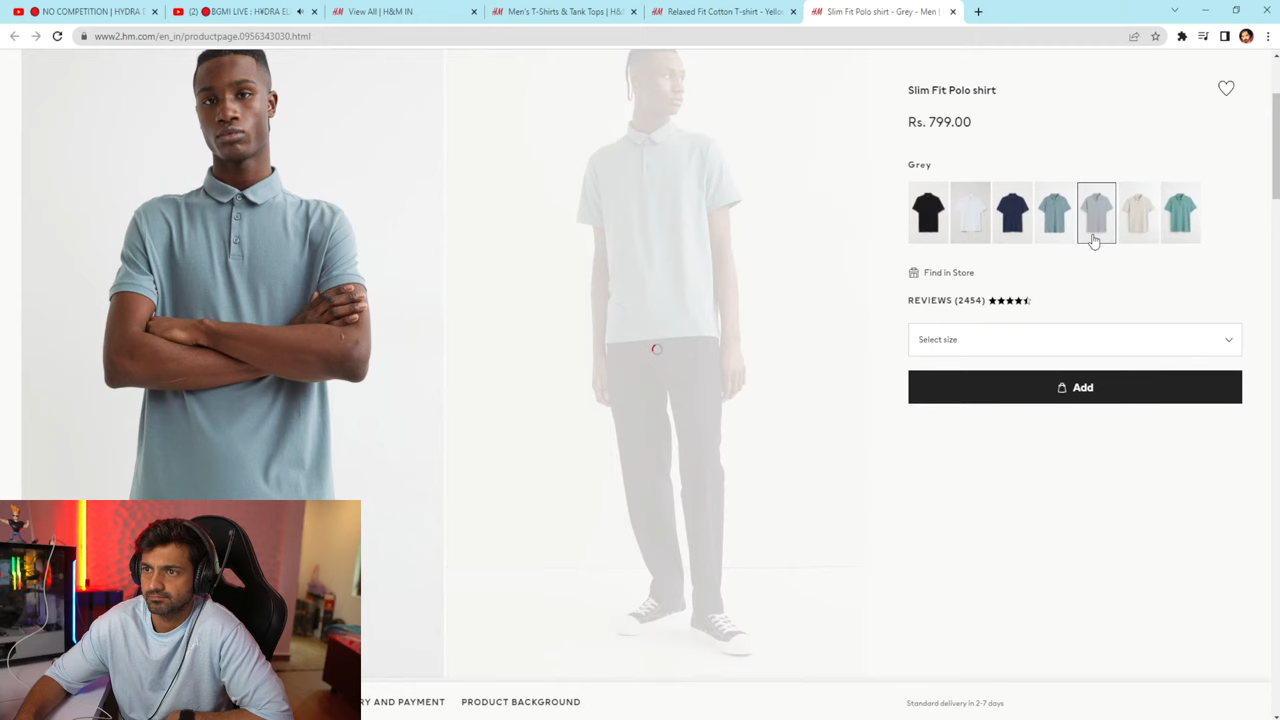 NO COMPETITION | HYDRA E
(2) 🔴BGMI LIVE : HYDRA EL
H&M View All | H&M IN
H&M Men's T-Shirts & Tank Tops | H&
H&M Relaxed Fit Cotton T-shirt - Yello
H&M Slim Fit Polo shirt - Grey - Men |
www2.hm.com/en_in/productpage.0956343030.html
Slim Fit Polo shirt
Rs. 799.00
Grey
Find in Store
REVIEWS (2454)
Select size
Add
RY AND PAYMENT
PRODUCT BACKGROUND
Standard delivery in 2-7 days